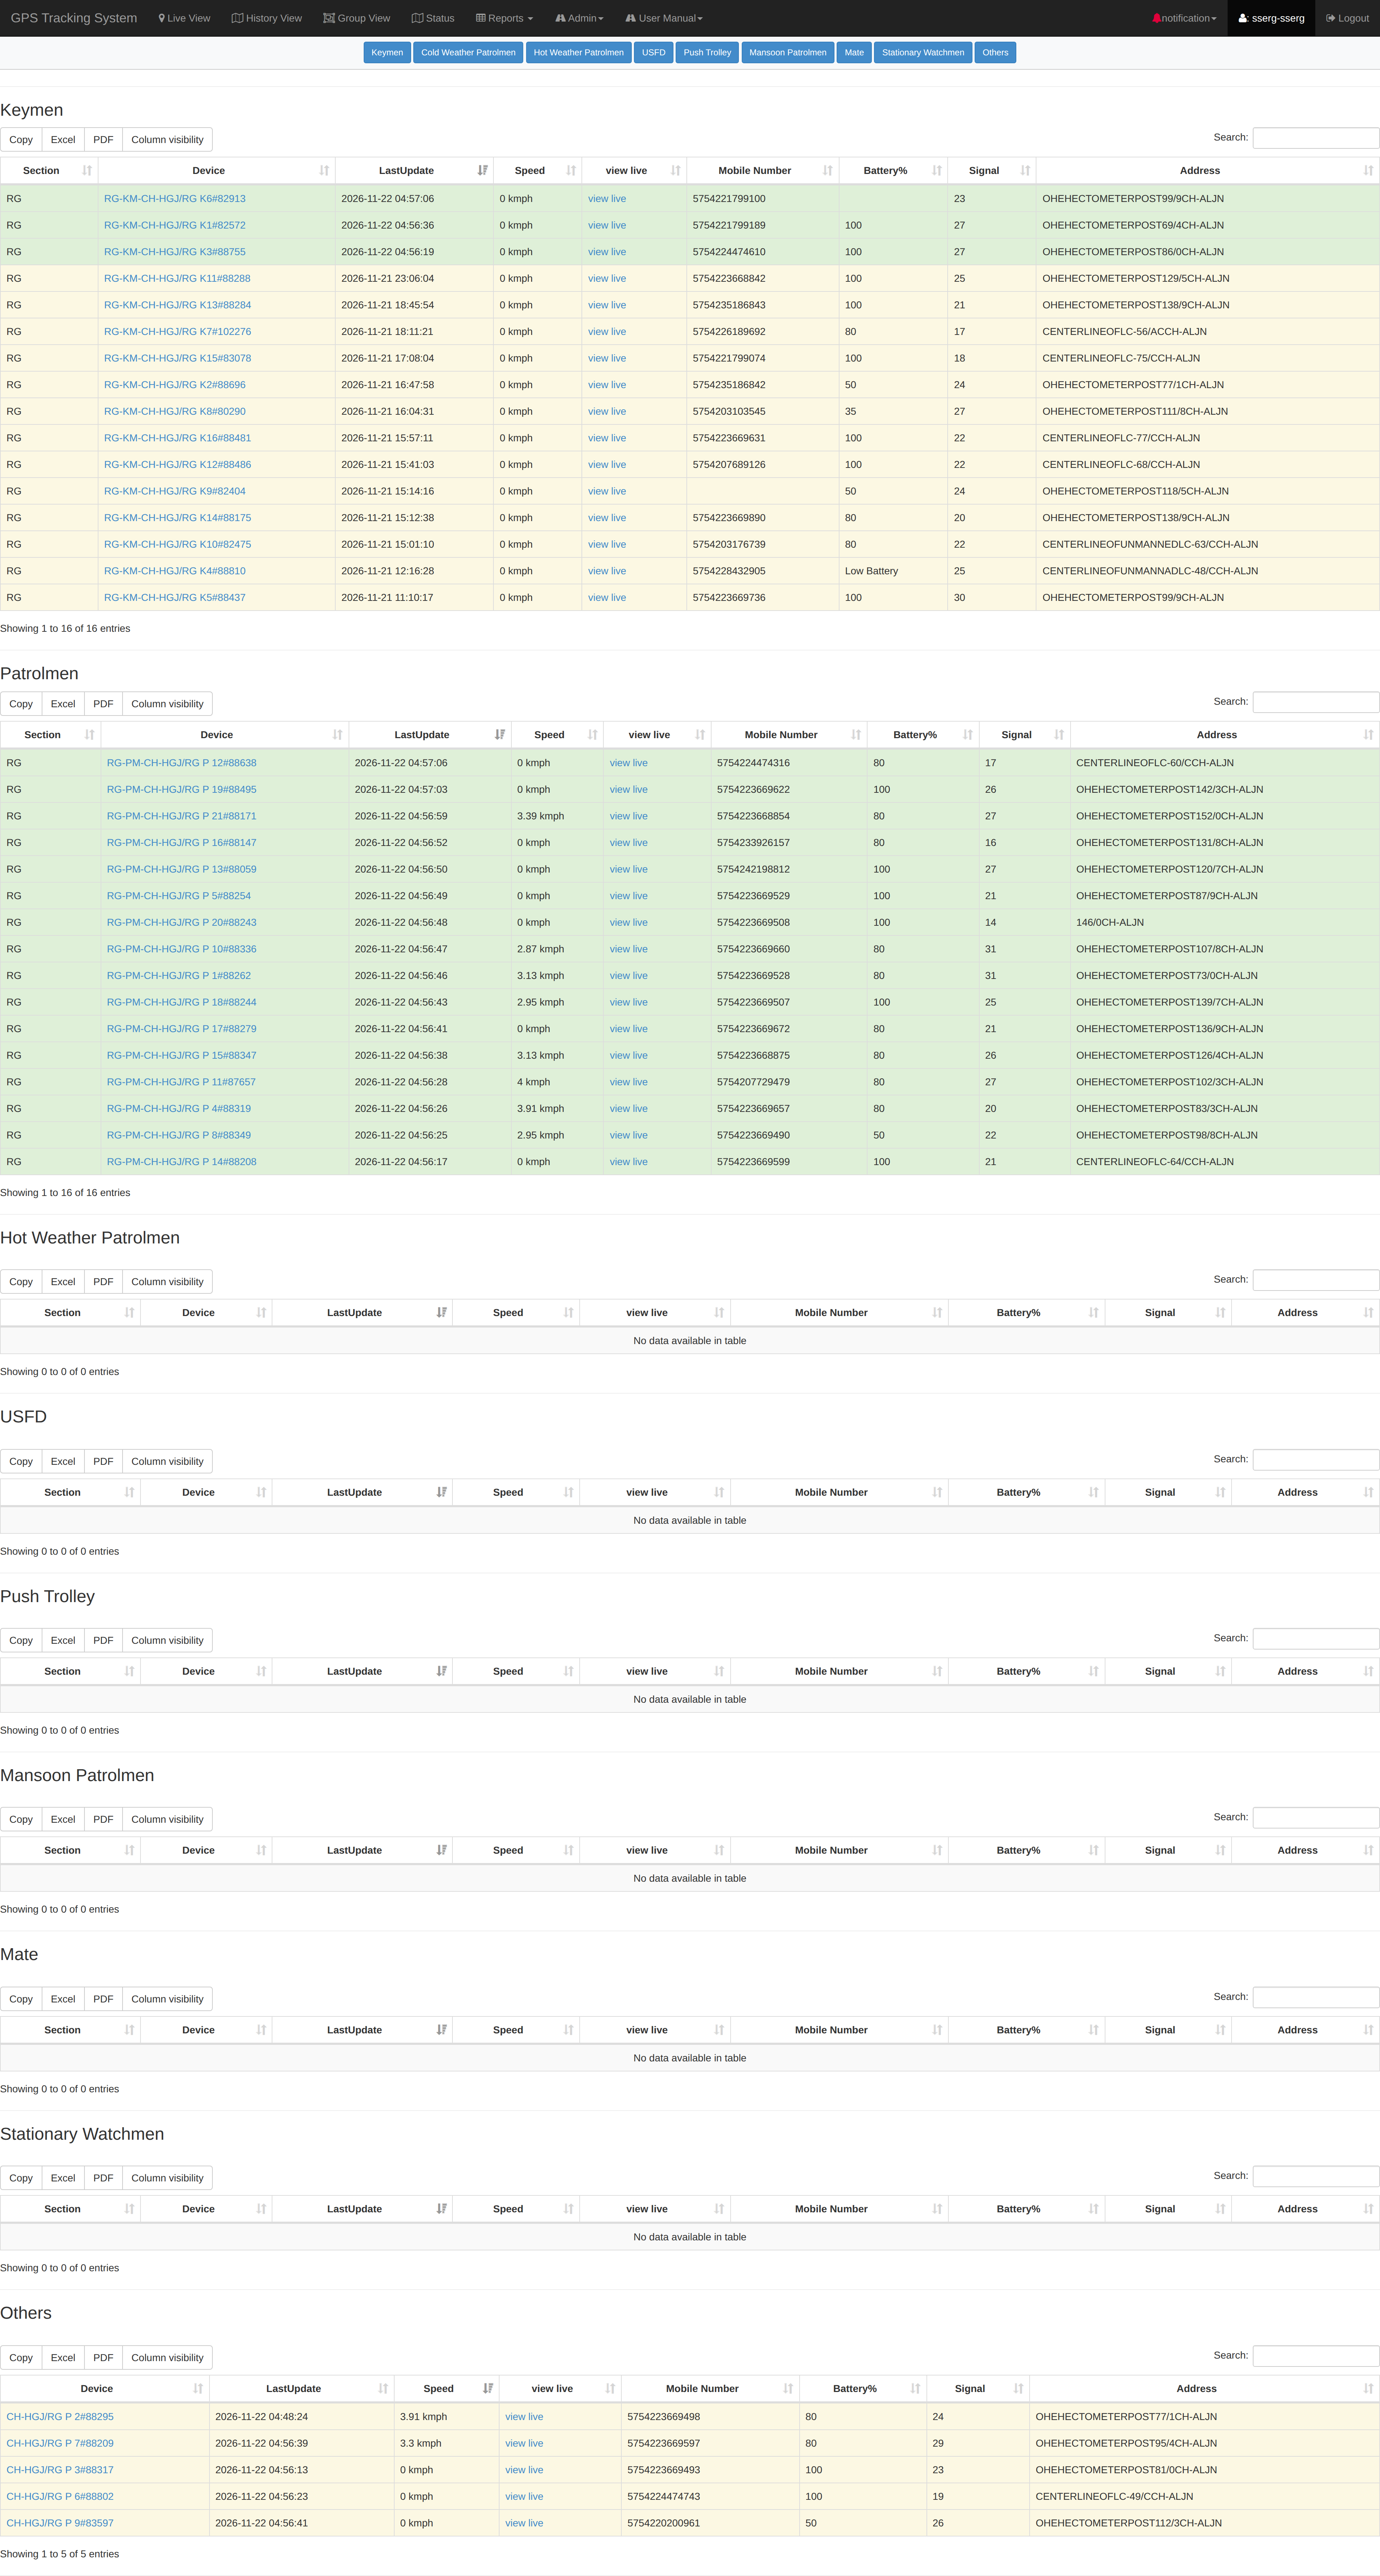 GPS Tracking System Live View History View Group View Status Reports Admin User Manual notification : sserg-sserg Logout
Keymen Cold Weather Patrolmen Hot Weather Patrolmen USFD Push Trolley Mansoon Patrolmen Mate Stationary Watchmen Others
Keymen
Copy Excel PDF Column visibility Search:
Section Device LastUpdate Speed view live Mobile Number Battery% Signal Address
RG RG-KM-CH-HGJ/RG K6#82913 2026-11-22 04:57:06 0 kmph view live 5754221799100 23 OHEHECTOMETERPOST99/9CH-ALJN
RG RG-KM-CH-HGJ/RG K1#82572 2026-11-22 04:56:36 0 kmph view live 5754221799189 100 27 OHEHECTOMETERPOST69/4CH-ALJN
RG RG-KM-CH-HGJ/RG K3#88755 2026-11-22 04:56:19 0 kmph view live 5754224474610 100 27 OHEHECTOMETERPOST86/0CH-ALJN
RG RG-KM-CH-HGJ/RG K11#88288 2026-11-21 23:06:04 0 kmph view live 5754223668842 100 25 OHEHECTOMETERPOST129/5CH-ALJN
RG RG-KM-CH-HGJ/RG K13#88284 2026-11-21 18:45:54 0 kmph view live 5754235186843 100 21 OHEHECTOMETERPOST138/9CH-ALJN
RG RG-KM-CH-HGJ/RG K7#102276 2026-11-21 18:11:21 0 kmph view live 5754226189692 80 17 CENTERLINEOFLC-56/ACCH-ALJN
RG RG-KM-CH-HGJ/RG K15#83078 2026-11-21 17:08:04 0 kmph view live 5754221799074 100 18 CENTERLINEOFLC-75/CCH-ALJN
RG RG-KM-CH-HGJ/RG K2#88696 2026-11-21 16:47:58 0 kmph view live 5754235186842 50 24 OHEHECTOMETERPOST77/1CH-ALJN
RG RG-KM-CH-HGJ/RG K8#80290 2026-11-21 16:04:31 0 kmph view live 5754203103545 35 27 OHEHECTOMETERPOST111/8CH-ALJN
RG RG-KM-CH-HGJ/RG K16#88481 2026-11-21 15:57:11 0 kmph view live 5754223669631 100 22 CENTERLINEOFLC-77/CCH-ALJN
RG RG-KM-CH-HGJ/RG K12#88486 2026-11-21 15:41:03 0 kmph view live 5754207689126 100 22 CENTERLINEOFLC-68/CCH-ALJN
RG RG-KM-CH-HGJ/RG K9#82404 2026-11-21 15:14:16 0 kmph view live 50 24 OHEHECTOMETERPOST118/5CH-ALJN
RG RG-KM-CH-HGJ/RG K14#88175 2026-11-21 15:12:38 0 kmph view live 5754223669890 80 20 OHEHECTOMETERPOST138/9CH-ALJN
RG RG-KM-CH-HGJ/RG K10#82475 2026-11-21 15:01:10 0 kmph view live 5754203176739 80 22 CENTERLINEOFUNMANNEDLC-63/CCH-ALJN
RG RG-KM-CH-HGJ/RG K4#88810 2026-11-21 12:16:28 0 kmph view live 5754228432905 Low Battery 25 CENTERLINEOFUNMANNADLC-48/CCH-ALJN
RG RG-KM-CH-HGJ/RG K5#88437 2026-11-21 11:10:17 0 kmph view live 5754223669736 100 30 OHEHECTOMETERPOST99/9CH-ALJN
Showing 1 to 16 of 16 entries
Patrolmen
Copy Excel PDF Column visibility Search:
Section Device LastUpdate Speed view live Mobile Number Battery% Signal Address
RG RG-PM-CH-HGJ/RG P 12#88638 2026-11-22 04:57:06 0 kmph view live 5754224474316 80 17 CENTERLINEOFLC-60/CCH-ALJN
RG RG-PM-CH-HGJ/RG P 19#88495 2026-11-22 04:57:03 0 kmph view live 5754223669622 100 26 OHEHECTOMETERPOST142/3CH-ALJN
RG RG-PM-CH-HGJ/RG P 21#88171 2026-11-22 04:56:59 3.39 kmph view live 5754223668854 80 27 OHEHECTOMETERPOST152/0CH-ALJN
RG RG-PM-CH-HGJ/RG P 16#88147 2026-11-22 04:56:52 0 kmph view live 5754233926157 80 16 OHEHECTOMETERPOST131/8CH-ALJN
RG RG-PM-CH-HGJ/RG P 13#88059 2026-11-22 04:56:50 0 kmph view live 5754242198812 100 27 OHEHECTOMETERPOST120/7CH-ALJN
RG RG-PM-CH-HGJ/RG P 5#88254 2026-11-22 04:56:49 0 kmph view live 5754223669529 100 21 OHEHECTOMETERPOST87/9CH-ALJN
RG RG-PM-CH-HGJ/RG P 20#88243 2026-11-22 04:56:48 0 kmph view live 5754223669508 100 14 146/0CH-ALJN
RG RG-PM-CH-HGJ/RG P 10#88336 2026-11-22 04:56:47 2.87 kmph view live 5754223669660 80 31 OHEHECTOMETERPOST107/8CH-ALJN
RG RG-PM-CH-HGJ/RG P 1#88262 2026-11-22 04:56:46 3.13 kmph view live 5754223669528 80 31 OHEHECTOMETERPOST73/0CH-ALJN
RG RG-PM-CH-HGJ/RG P 18#88244 2026-11-22 04:56:43 2.95 kmph view live 5754223669507 100 25 OHEHECTOMETERPOST139/7CH-ALJN
RG RG-PM-CH-HGJ/RG P 17#88279 2026-11-22 04:56:41 0 kmph view live 5754223669672 80 21 OHEHECTOMETERPOST136/9CH-ALJN
RG RG-PM-CH-HGJ/RG P 15#88347 2026-11-22 04:56:38 3.13 kmph view live 5754223668875 80 26 OHEHECTOMETERPOST126/4CH-ALJN
RG RG-PM-CH-HGJ/RG P 11#87657 2026-11-22 04:56:28 4 kmph view live 5754207729479 80 27 OHEHECTOMETERPOST102/3CH-ALJN
RG RG-PM-CH-HGJ/RG P 4#88319 2026-11-22 04:56:26 3.91 kmph view live 5754223669657 80 20 OHEHECTOMETERPOST83/3CH-ALJN
RG RG-PM-CH-HGJ/RG P 8#88349 2026-11-22 04:56:25 2.95 kmph view live 5754223669490 50 22 OHEHECTOMETERPOST98/8CH-ALJN
RG RG-PM-CH-HGJ/RG P 14#88208 2026-11-22 04:56:17 0 kmph view live 5754223669599 100 21 CENTERLINEOFLC-64/CCH-ALJN
Showing 1 to 16 of 16 entries
Hot Weather Patrolmen
Copy Excel PDF Column visibility Search:
Section Device LastUpdate Speed view live Mobile Number Battery% Signal Address
No data available in table
Showing 0 to 0 of 0 entries
USFD
Copy Excel PDF Column visibility Search:
Section Device LastUpdate Speed view live Mobile Number Battery% Signal Address
No data available in table
Showing 0 to 0 of 0 entries
Push Trolley
Copy Excel PDF Column visibility Search:
Section Device LastUpdate Speed view live Mobile Number Battery% Signal Address
No data available in table
Showing 0 to 0 of 0 entries
Mansoon Patrolmen
Copy Excel PDF Column visibility Search:
Section Device LastUpdate Speed view live Mobile Number Battery% Signal Address
No data available in table
Showing 0 to 0 of 0 entries
Mate
Copy Excel PDF Column visibility Search:
Section Device LastUpdate Speed view live Mobile Number Battery% Signal Address
No data available in table
Showing 0 to 0 of 0 entries
Stationary Watchmen
Copy Excel PDF Column visibility Search:
Section Device LastUpdate Speed view live Mobile Number Battery% Signal Address
No data available in table
Showing 0 to 0 of 0 entries
Others
Copy Excel PDF Column visibility Search:
Device LastUpdate Speed view live Mobile Number Battery% Signal Address
CH-HGJ/RG P 2#88295 2026-11-22 04:48:24 3.91 kmph view live 5754223669498 80 24 OHEHECTOMETERPOST77/1CH-ALJN
CH-HGJ/RG P 7#88209 2026-11-22 04:56:39 3.3 kmph view live 5754223669597 80 29 OHEHECTOMETERPOST95/4CH-ALJN
CH-HGJ/RG P 3#88317 2026-11-22 04:56:13 0 kmph view live 5754223669493 100 23 OHEHECTOMETERPOST81/0CH-ALJN
CH-HGJ/RG P 6#88802 2026-11-22 04:56:23 0 kmph view live 5754224474743 100 19 CENTERLINEOFLC-49/CCH-ALJN
CH-HGJ/RG P 9#83597 2026-11-22 04:56:41 0 kmph view live 5754220200961 50 26 OHEHECTOMETERPOST112/3CH-ALJN
Showing 1 to 5 of 5 entries